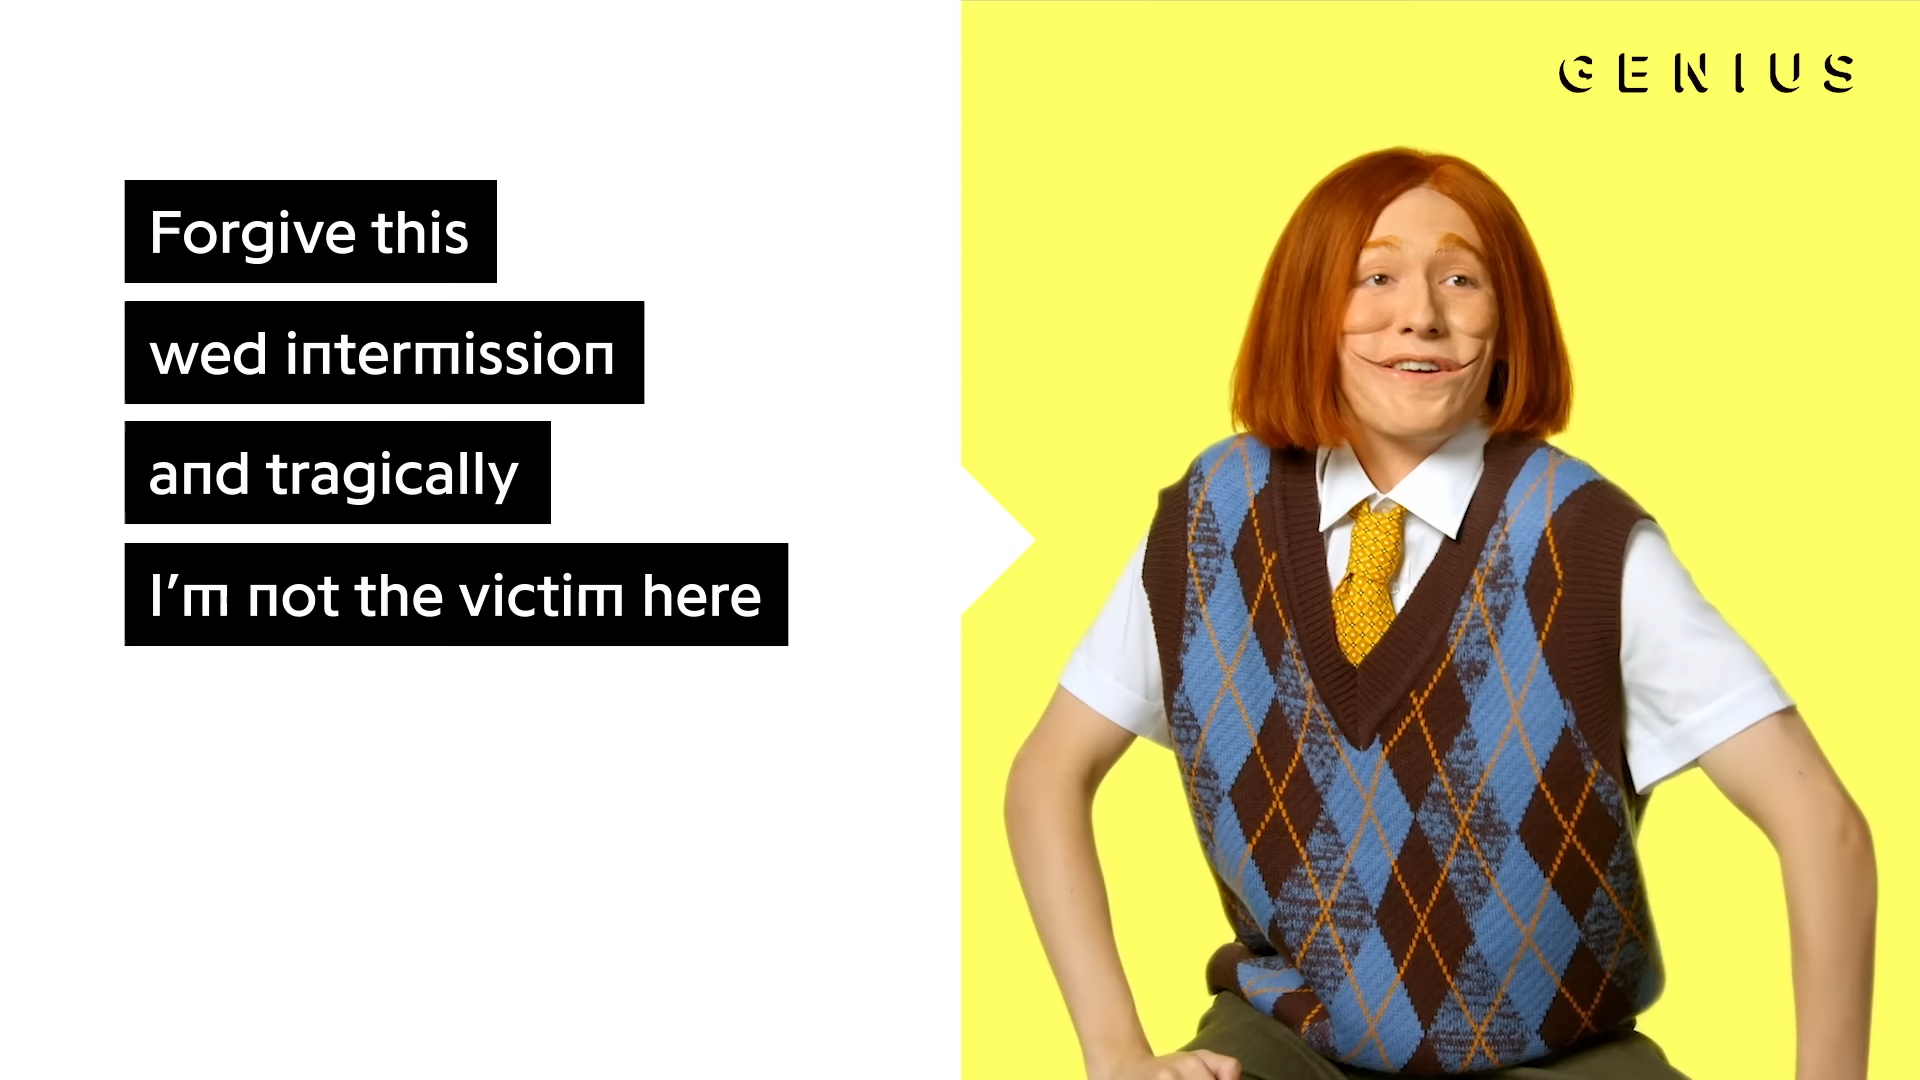 GENIUS
Forgive this
wed intermission
and tragically
I’m not the victim here